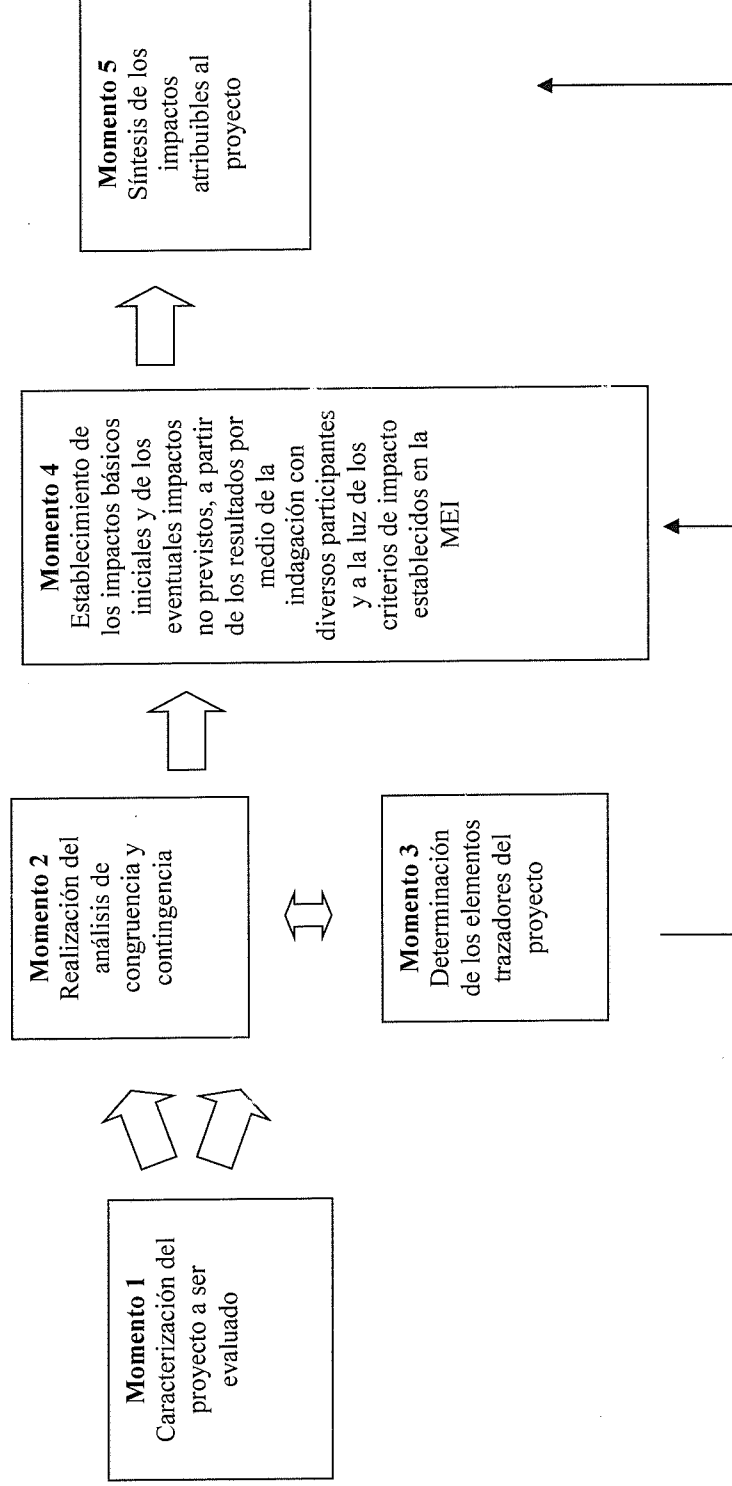 Momento 1
Caracterización del
proyecto a ser
evaluado
Momento 2
Realización del
análisis de
congruencia y
contingencia
Momento 3
Determinación
de los elementos
trazadores del
proyecto
Momento 4
Establecimiento de
los impactos básicos
iniciales y de los
eventuales impactos
no previstos, a partir
de los resultados por
medio de la
indagación con
diversos participantes
y a la luz de los
criterios de impacto
establecidos en la
MEI
Momento 5
Síntesis de los
impactos
atribuibles al
proyecto